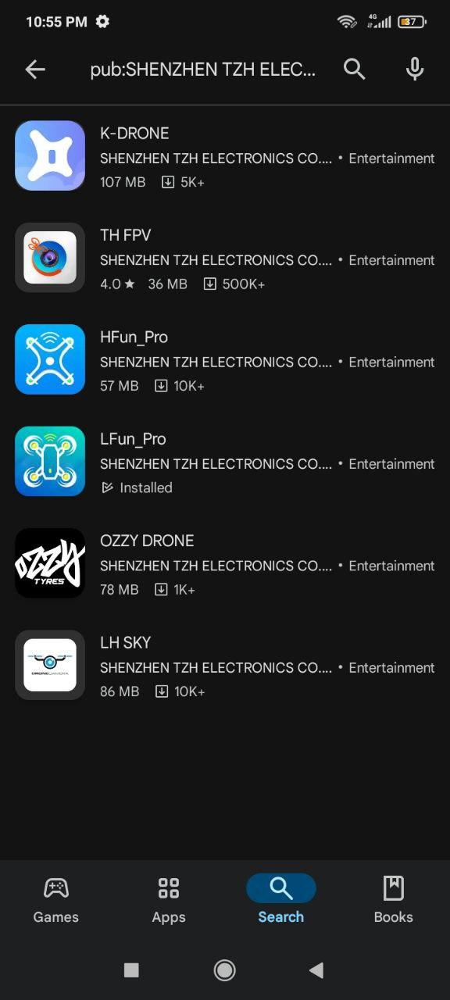 10:55 PM
4G
37
pub:SHENZHEN TZH ELEC...
K-DRONE
SHENZHEN TZH ELECTRONICS CO.... • Entertainment
107 MB 5K+
TH FPV
SHENZHEN TZH ELECTRONICS CO.... • Entertainment
4.0 ★ 36 MB 500K+
HFun_Pro
SHENZHEN TZH ELECTRONICS CO.... • Entertainment
57 MB 10K+
LFun_Pro
SHENZHEN TZH ELECTRONICS CO.... • Entertainment
Installed
OZZY
TYRES
OZZY DRONE
SHENZHEN TZH ELECTRONICS CO.... • Entertainment
78 MB 1K+
DRONECAMERA
LH SKY
SHENZHEN TZH ELECTRONICS CO.... • Entertainment
86 MB 10K+
Games Apps Search Books